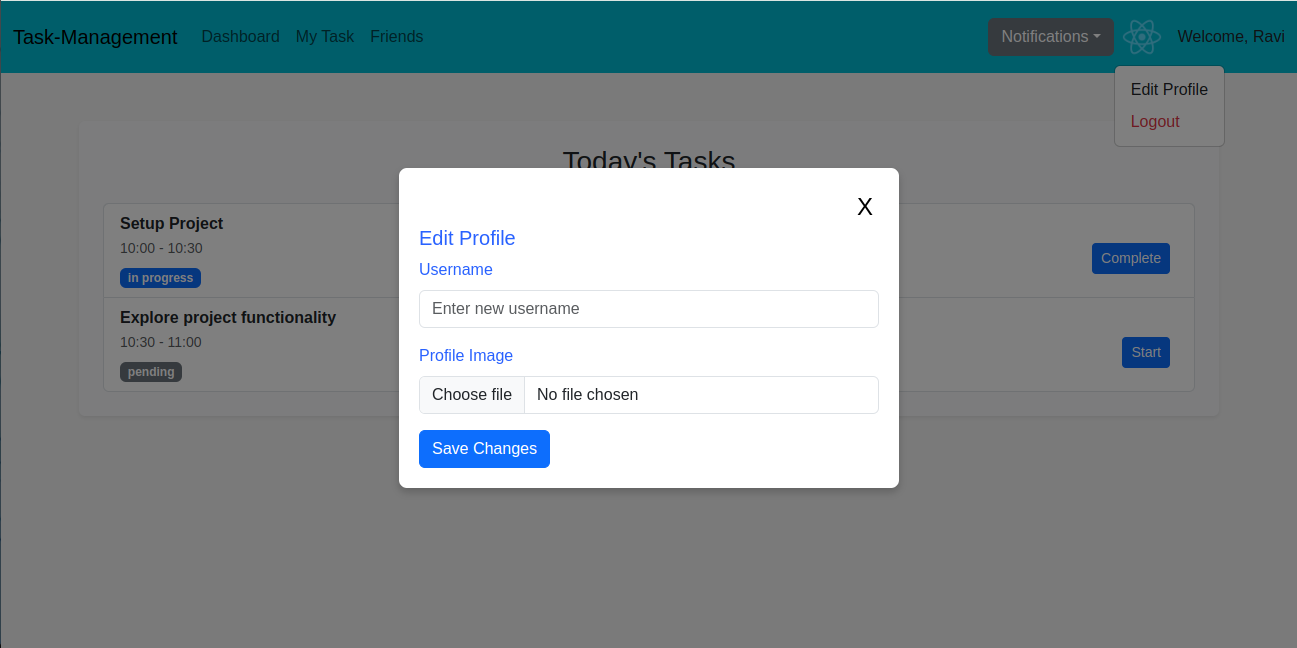 Task-Management Dashboard My Task Friends Notifications Welcome, Ravi
Edit Profile
Logout
Today's Tasks
Setup Project
10:00 - 10:30
in progress
Complete
Explore project functionality
10:30 - 11:00
pending
Start
X
Edit Profile
Username
Enter new username
Profile Image
Choose file No file chosen
Save Changes